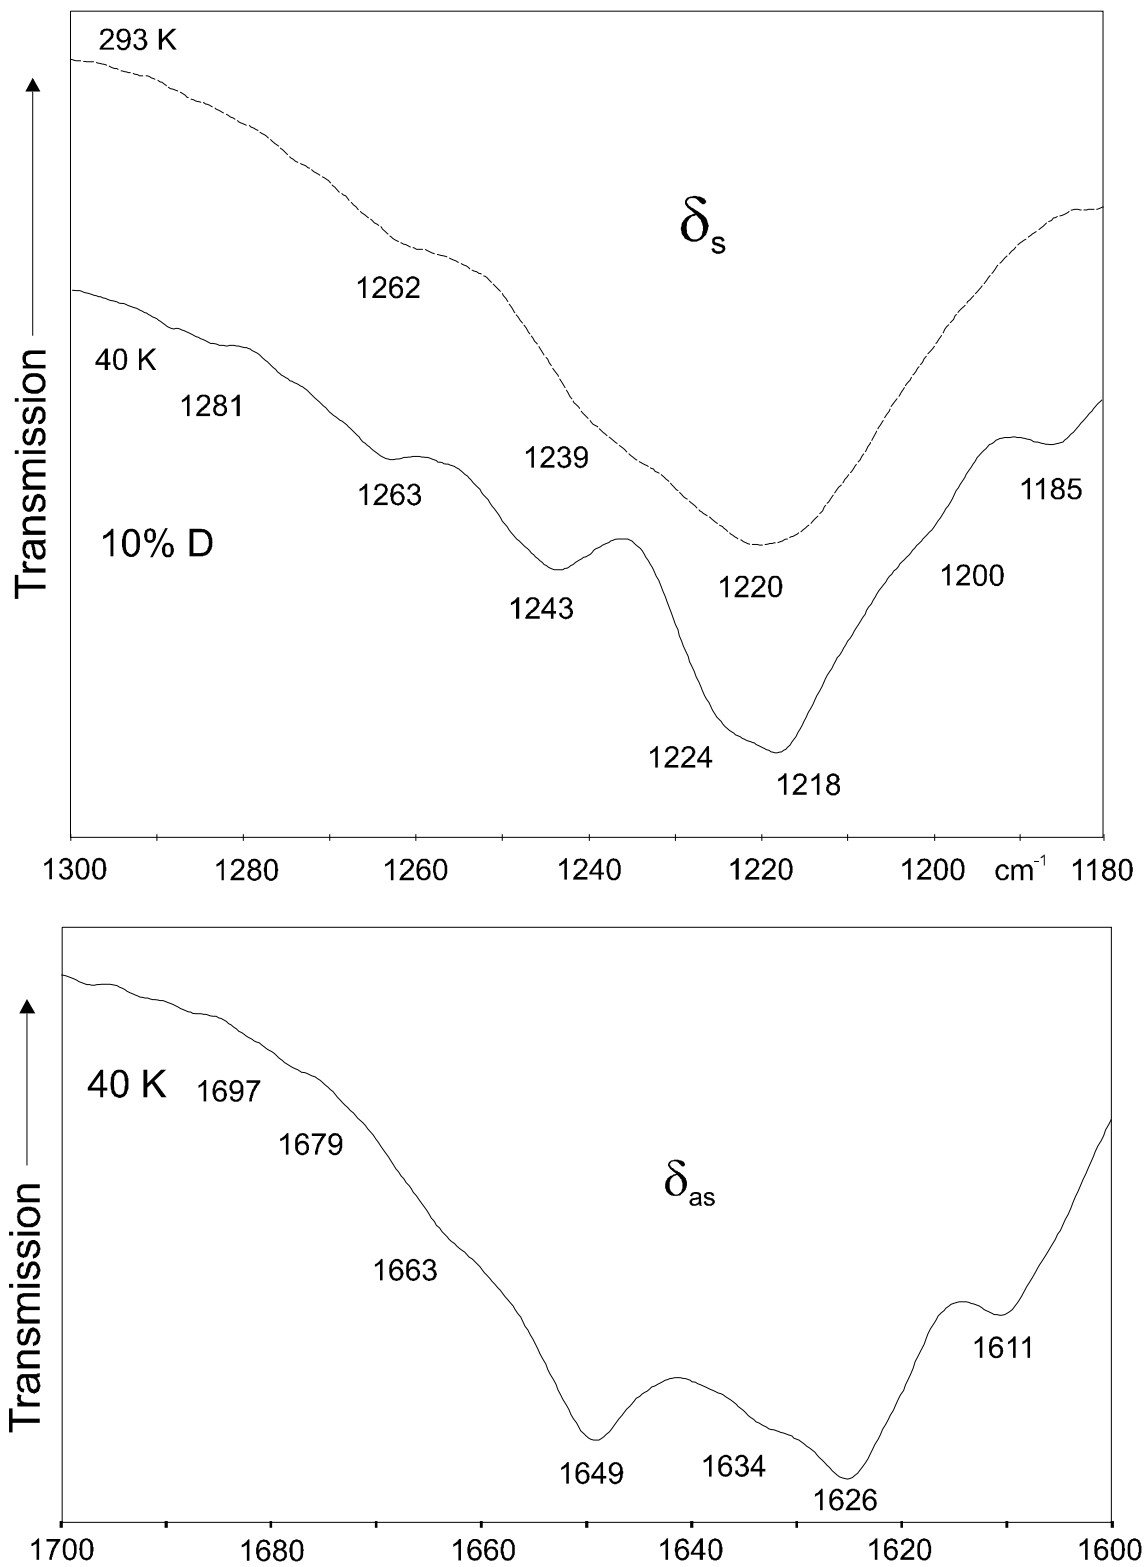 293 K
δs
1262
40 K
1281
1239
1263
1185
10% D
1220
1200
1243
1224
1218
Transmission
1300 1280 1260 1240 1220 1200 cm-1 1180
40 K
1697
1679
δas
1663
1611
1649
1634
1626
Transmission
1700 1680 1660 1640 1620 1600